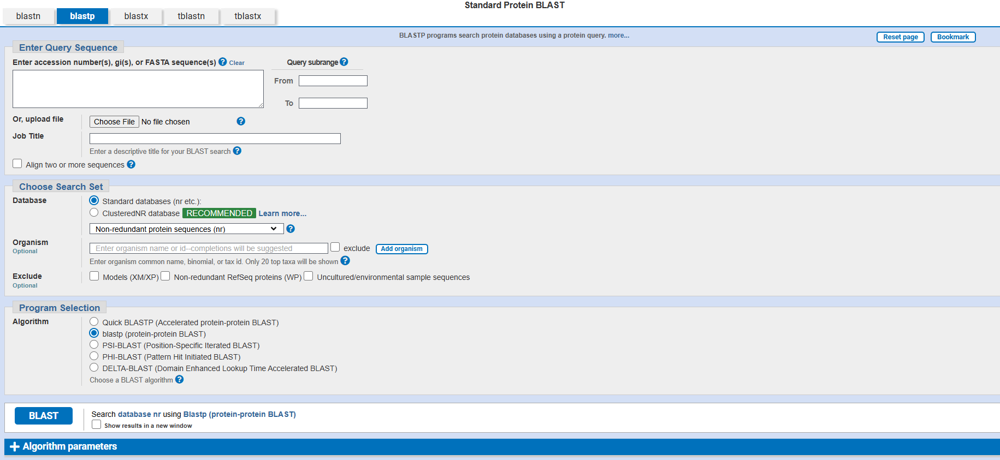 Standard Protein BLAST
blastn blastp blastx tblastn tblastx
BLASTP programs search protein databases using a protein query. more...
Reset page Bookmark
Enter Query Sequence
Enter accession number(s), gi(s), or FASTA sequence(s) ? Clear
Query subrange ?
From
To
Or, upload file Choose File No file chosen ?
Job Title
Enter a descriptive title for your BLAST search ?
Align two or more sequences ?
Choose Search Set
Database Standard databases (nr etc.):
ClusteredNR database RECOMMENDED Learn more...
Non-redundant protein sequences (nr) ?
Organism
Optional
Enter organism name or id--completions will be suggested exclude Add organism
Enter organism common name, binomial, or tax id. Only 20 top taxa will be shown ?
Exclude
Optional
Models (XM/XP) Non-redundant RefSeq proteins (WP) Uncultured/environmental sample sequences
Program Selection
Algorithm Quick BLASTP (Accelerated protein-protein BLAST)
blastp (protein-protein BLAST)
PSI-BLAST (Position-Specific Iterated BLAST)
PHI-BLAST (Pattern Hit Initiated BLAST)
DELTA-BLAST (Domain Enhanced Lookup Time Accelerated BLAST)
Choose a BLAST algorithm ?
BLAST
Search database nr using Blastp (protein-protein BLAST)
Show results in a new window
+ Algorithm parameters